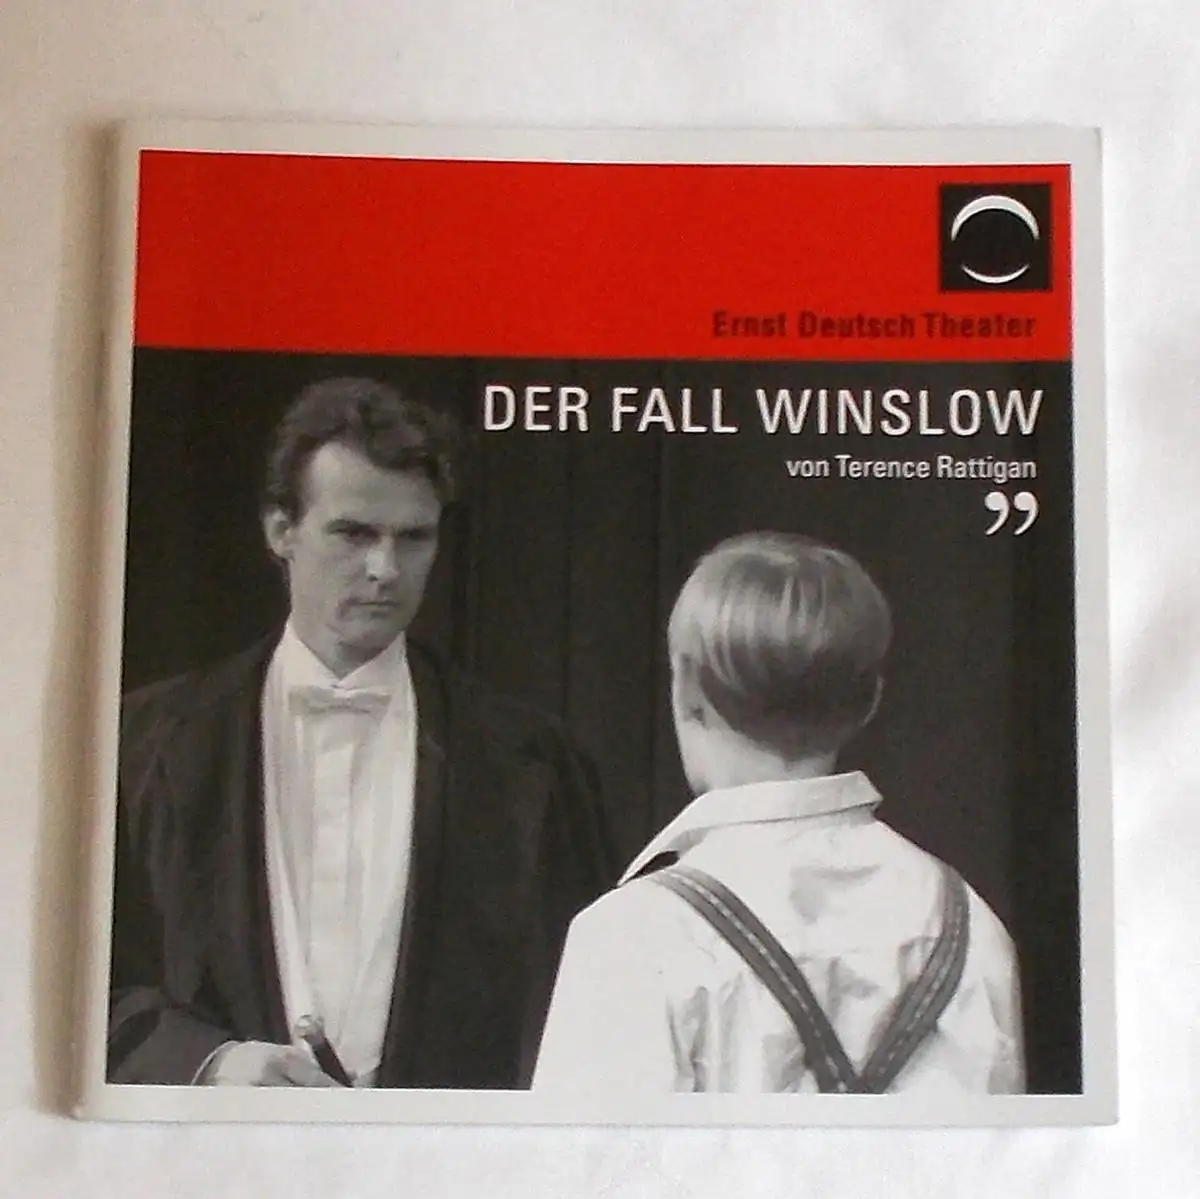 Ernst Deutsch Theater
DER FALL WINSLOW
von Terence Rattigan
”